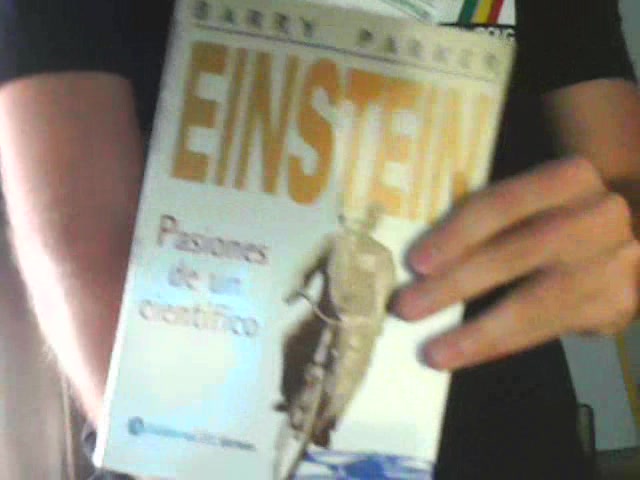 BARRY PARKER
EINSTEIN
Pasiones
de un
científico